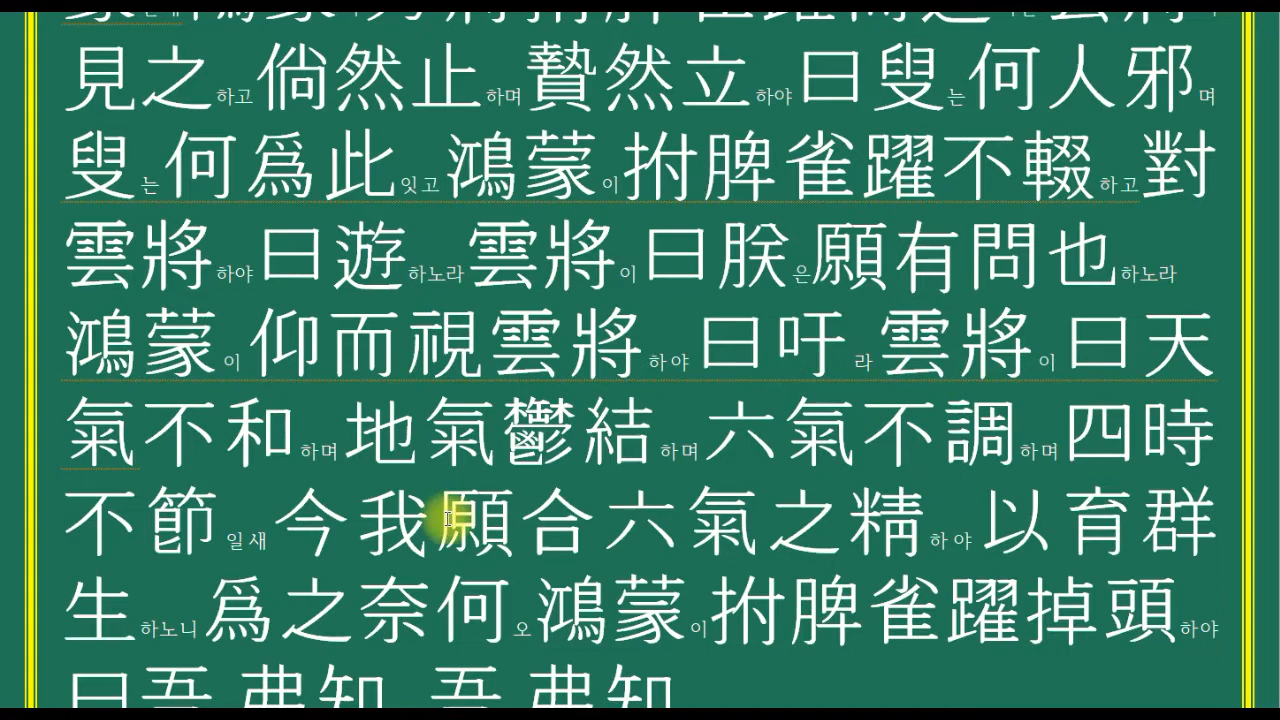 見之하고 倘然止하며 贄然立하야 曰叟는 何人邪며
叟는 何爲此잇고 鴻蒙이 拊脾雀躍不輟하고 對
雲將하야 曰遊하노라 雲將이 曰朕은 願有問也하노라
鴻蒙이 仰而視雲將하야 曰吁라 雲將이 曰天
氣不和하며 地氣鬱結하며 六氣不調하며 四時
不節일새 今我願合六氣之精하야 以育群
生하노니 爲之奈何오 鴻蒙이 拊脾雀躍掉頭하야
曰吾弗知 吾弗知